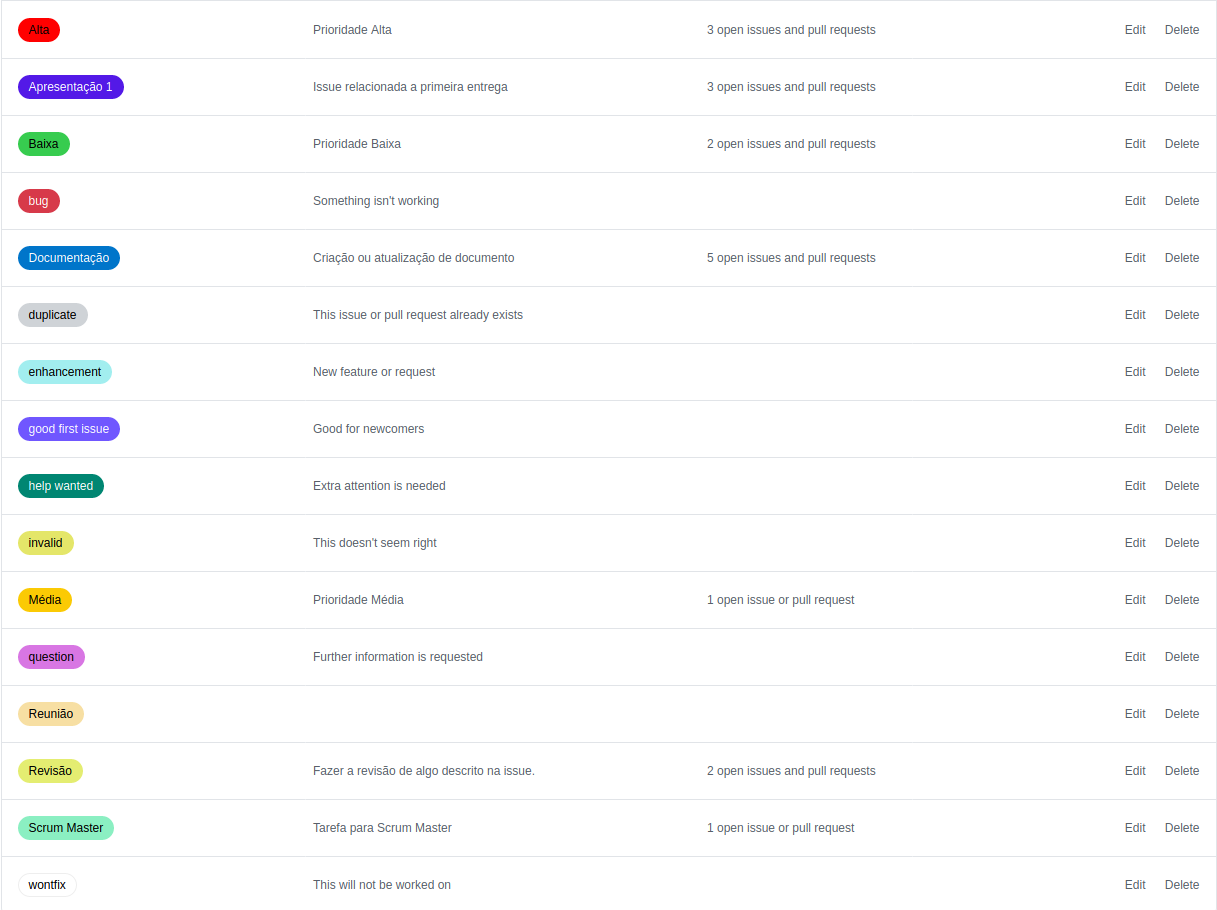 Alta Prioridade Alta 3 open issues and pull requests Edit Delete
Apresentação 1 Issue relacionada a primeira entrega 3 open issues and pull requests Edit Delete
Baixa Prioridade Baixa 2 open issues and pull requests Edit Delete
bug Something isn't working Edit Delete
Documentação Criação ou atualização de documento 5 open issues and pull requests Edit Delete
duplicate This issue or pull request already exists Edit Delete
enhancement New feature or request Edit Delete
good first issue Good for newcomers Edit Delete
help wanted Extra attention is needed Edit Delete
invalid This doesn't seem right Edit Delete
Média Prioridade Média 1 open issue or pull request Edit Delete
question Further information is requested Edit Delete
Reunião Edit Delete
Revisão Fazer a revisão de algo descrito na issue. 2 open issues and pull requests Edit Delete
Scrum Master Tarefa para Scrum Master 1 open issue or pull request Edit Delete
wontfix This will not be worked on Edit Delete